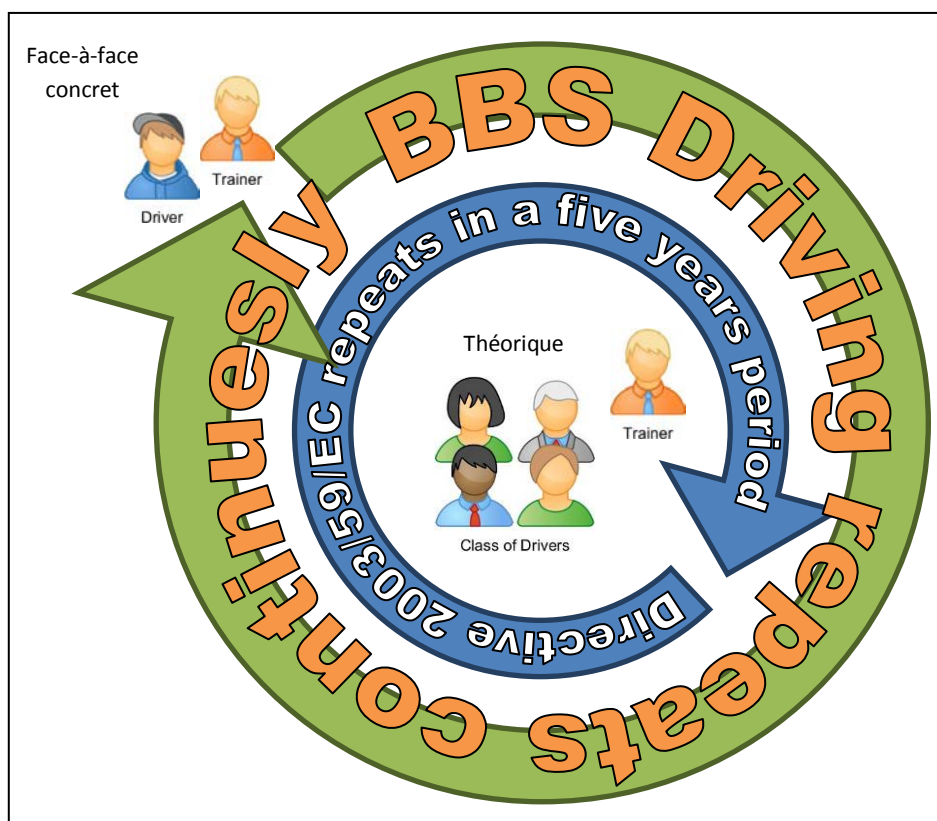 Face-à-face
concret
Trainer
Driver
BBS Driving repeats continuesly
Directive 2003/59/EC repeats in a five years period
Théorique
Trainer
Class of Drivers